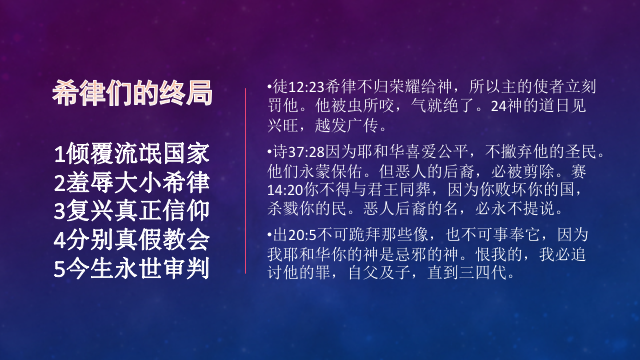 希律们的终局
1倾覆流氓国家
2羞辱大小希律
3复兴真正信仰
4分别真假教会
5今生永世审判
•徒12:23希律不归荣耀给神，所以主的使者立刻
罚他。他被虫所咬，气就绝了。24神的道日见
兴旺，越发广传。
•诗37:28因为耶和华喜爱公平，不撇弃他的圣民。
他们永蒙保佑。但恶人的后裔，必被剪除。赛
14:20你不得与君王同葬，因为你败坏你的国，
杀戮你的民。恶人后裔的名，必永不提说。
•出20:5不可跪拜那些像，也不可事奉它，因为
我耶和华你的神是忌邪的神。恨我的，我必追
讨他的罪，自父及子，直到三四代。